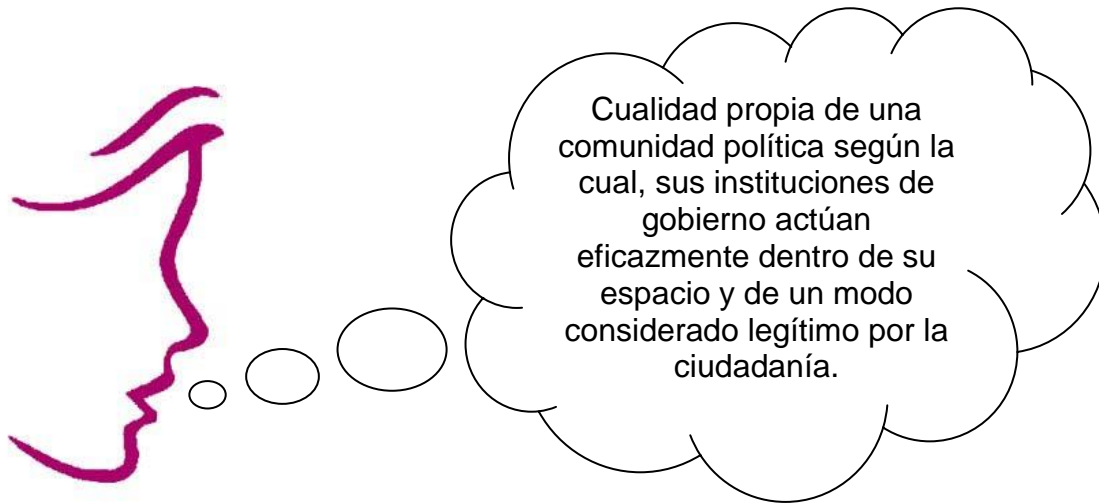 Cualidad propia de una
comunidad política según la
cual, sus instituciones de
gobierno actúan
eficazmente dentro de su
espacio y de un modo
considerado legítimo por la
ciudadanía.